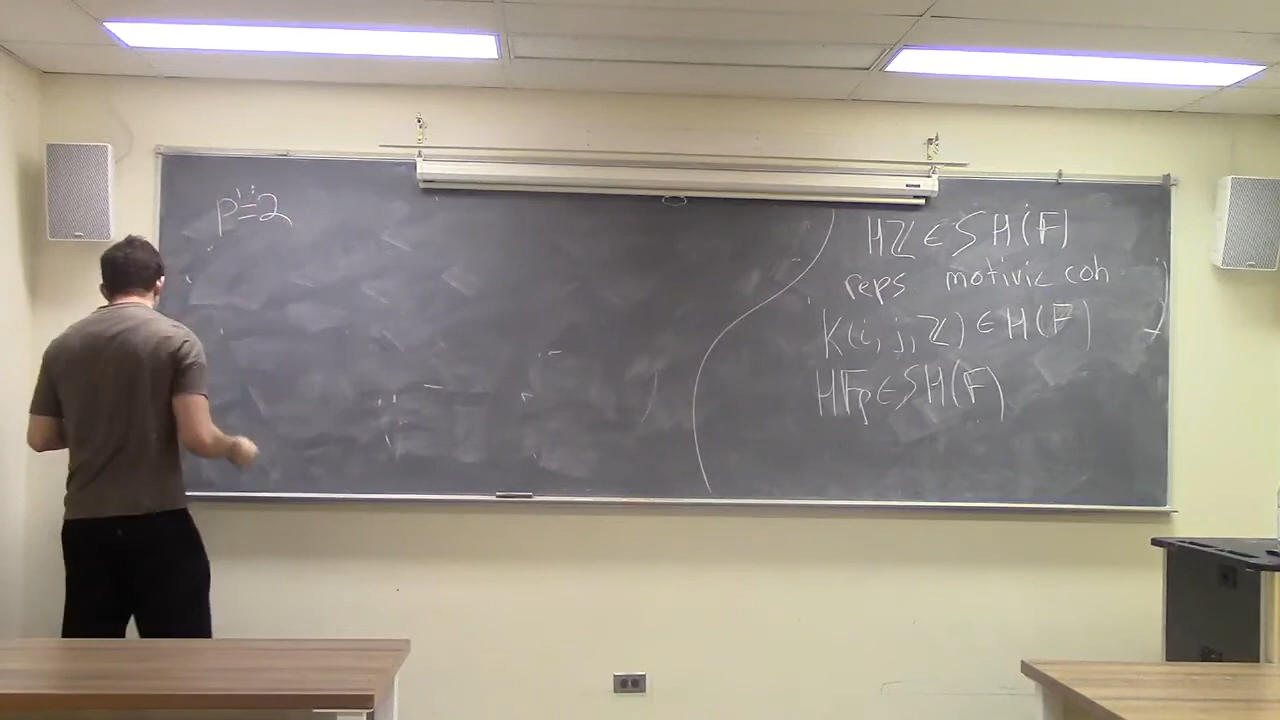 p=2
HZ ∈ SH(F)
reps motivic coh
K(i, j, Z) ∈ H(F)
HFp ∈ SH(F)